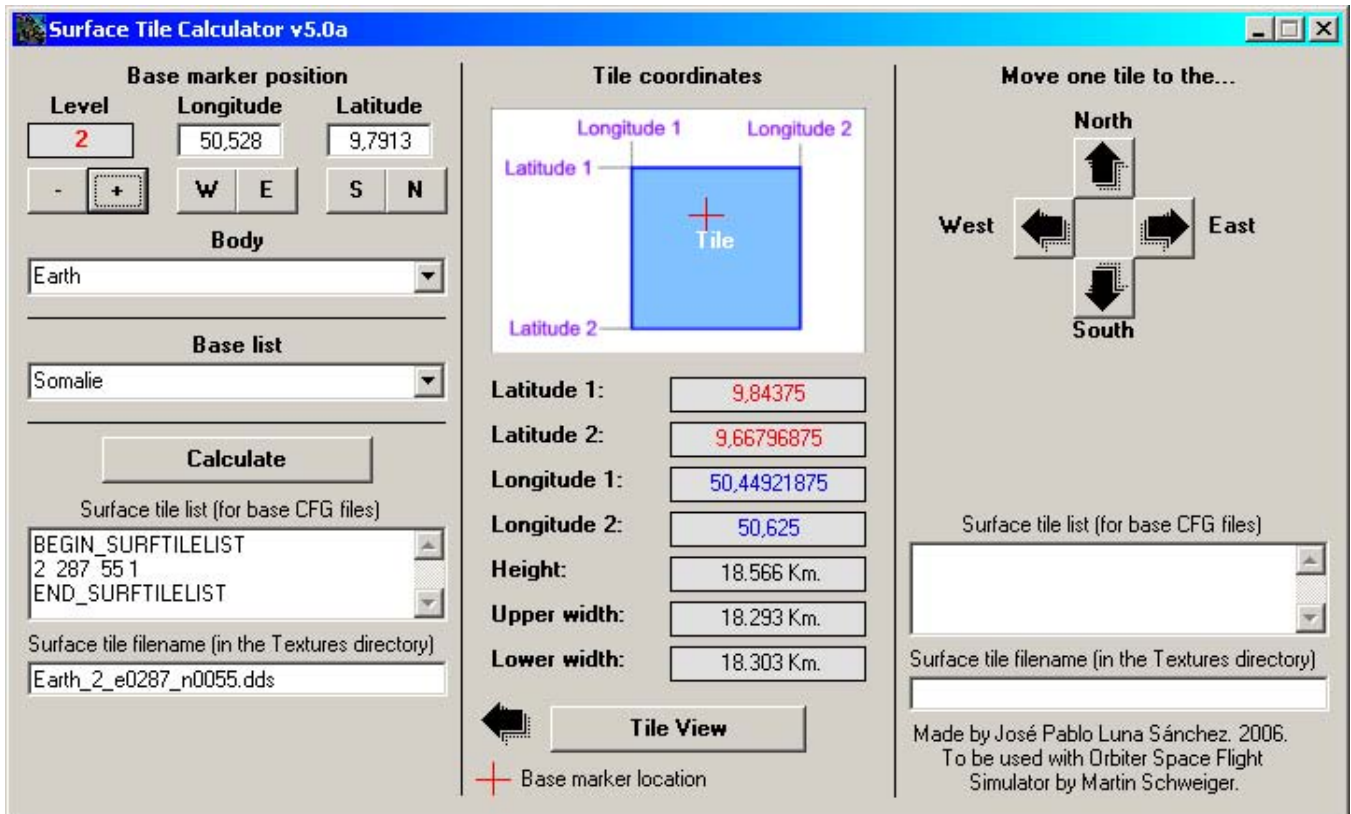 Surface Tile Calculator v5.0a
Base marker position
Level Longitude Latitude
2 50,528 9,7913
- + W E S N
Body
Earth
Base list
Somalie
Calculate
Surface tile list (for base CFG files)
BEGIN_SURFTILELIST
2 287 55 1
END_SURFTILELIST
Surface tile filename (in the Textures directory)
Earth_2_e0287_n0055.dds
Tile coordinates
Longitude 1 Longitude 2
Latitude 1
Tile
Latitude 2
Latitude 1: 9,84375
Latitude 2: 9,66796875
Longitude 1: 50,44921875
Longitude 2: 50,625
Height: 18.566 Km.
Upper width: 18.293 Km.
Lower width: 18.303 Km.
Tile View
Base marker location
Move one tile to the...
North
West East
South
Surface tile list (for base CFG files)
Surface tile filename (in the Textures directory)
Made by José Pablo Luna Sánchez. 2006.
To be used with Orbiter Space Flight
Simulator by Martin Schweiger.